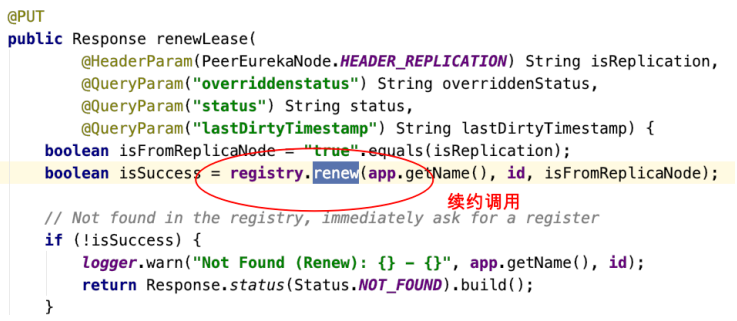 @PUT
public Response renewLease(
@HeaderParam(PeerEurekaNode.HEADER_REPLICATION) String isReplication,
@QueryParam("overriddenstatus") String overriddenStatus,
@QueryParam("status") String status,
@QueryParam("lastDirtyTimestamp") String lastDirtyTimestamp) {
boolean isFromReplicaNode = "true".equals(isReplication);
boolean isSuccess = registry.renew(app.getName(), id, isFromReplicaNode);
续约调用
// Not found in the registry, immediately ask for a register
if (!isSuccess) {
logger.warn("Not Found (Renew): {} - {}", app.getName(), id);
return Response.status(Status.NOT_FOUND).build();
}